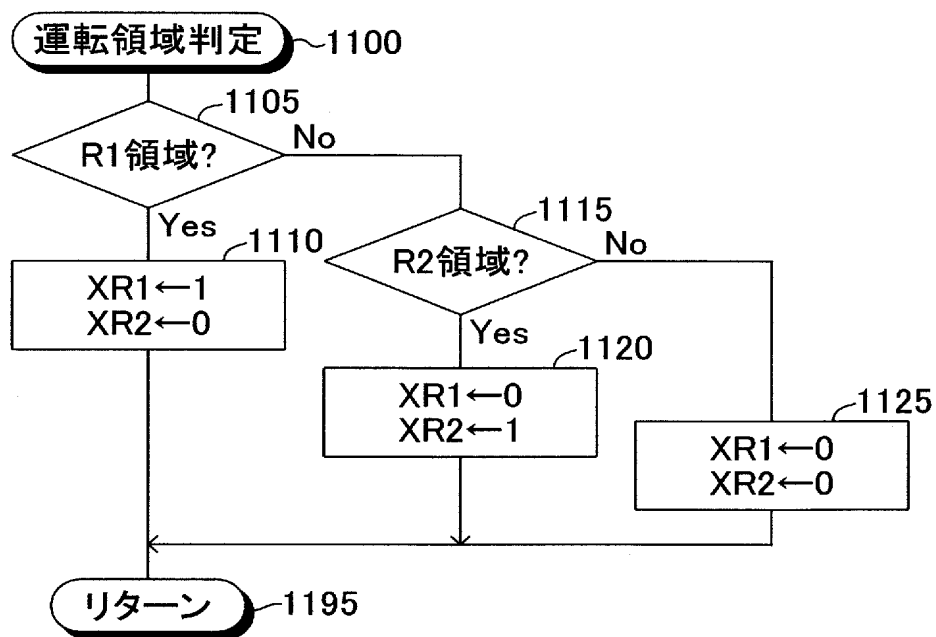 運転領域判定
1100
1105
R1領域?
No
Yes
1110
XR1←1
XR2←0
1115
R2領域?
No
Yes
1120
XR1←0
XR2←1
1125
XR1←0
XR2←0
リターン
1195